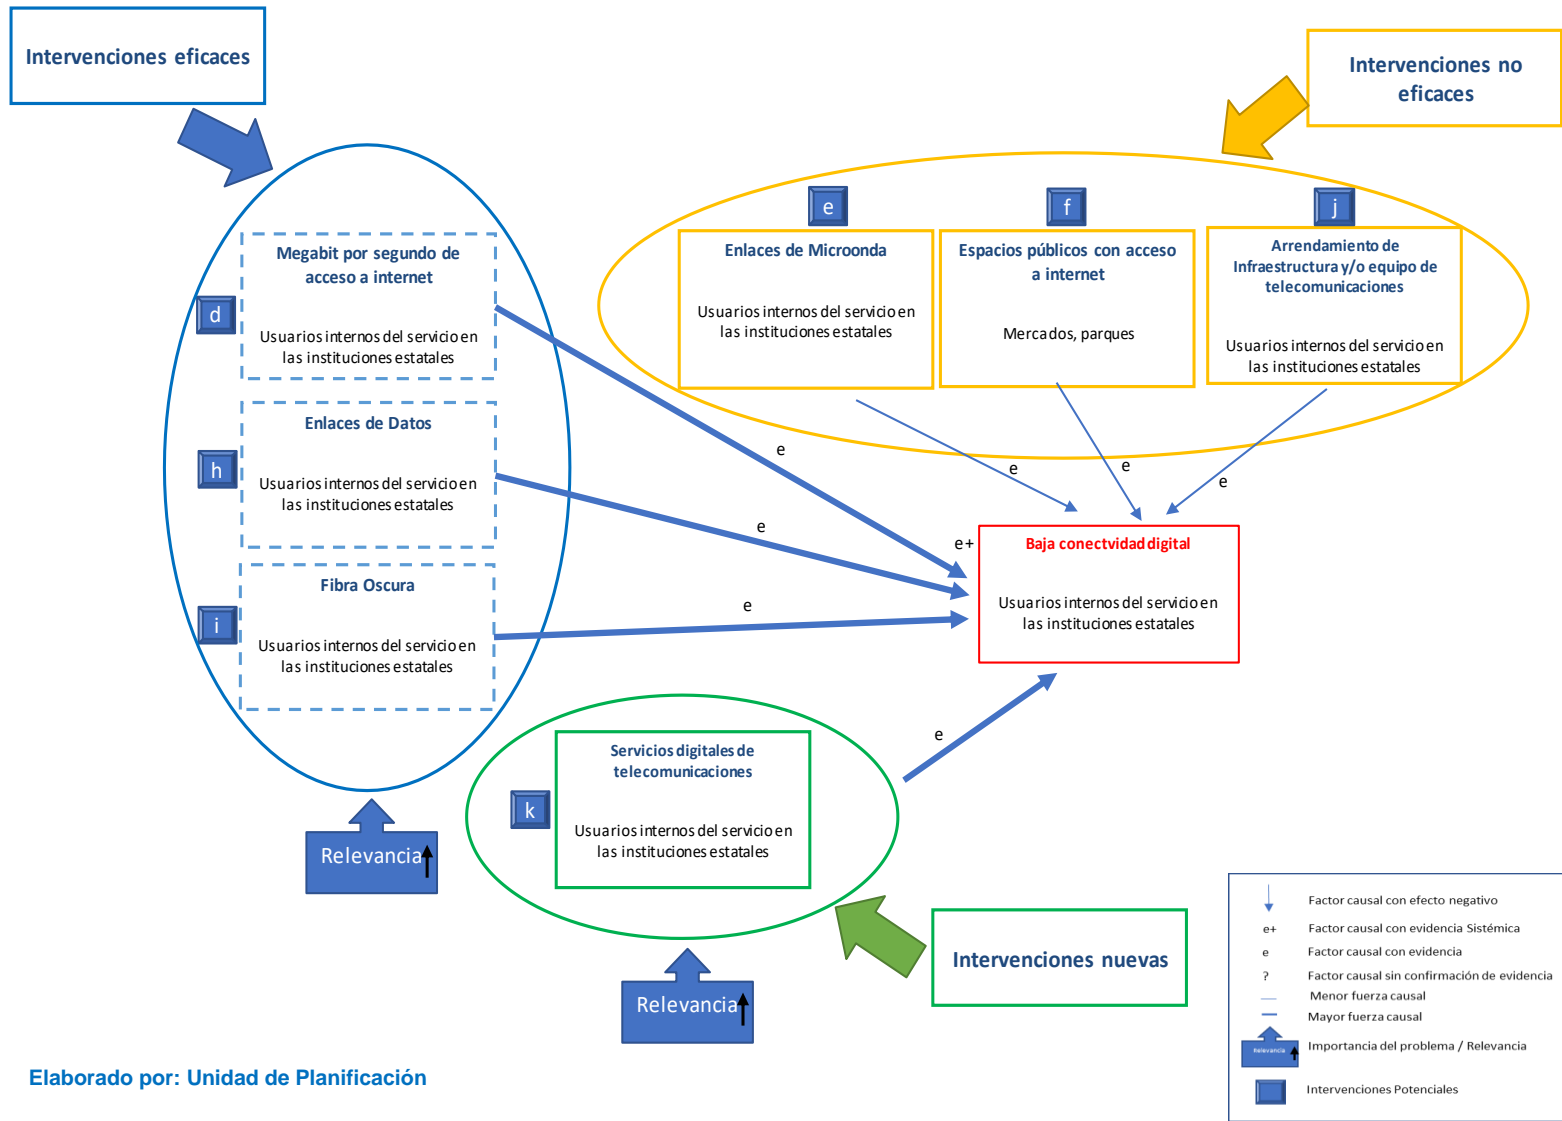 Intervenciones eficaces
Intervenciones no
eficaces
e
f
j
d
Megabit por segundo de
acceso a internet
Usuarios internos del servicio en
las instituciones estatales
Enlaces de Microonda
Usuarios internos del servicio en
las instituciones estatales
Espacios públicos con acceso
a internet
Mercados, parques
Arrendamiento de
Infraestructura y/o equipo de
telecomunicaciones
Usuarios internos del servicio en
las instituciones estatales
h
Enlaces de Datos
Usuarios internos del servicio en
las instituciones estatales
i
Fibra Oscura
Usuarios internos del servicio en
las instituciones estatales
e
e
e
e
e
e
e+
Baja conectvidad digital
Usuarios internos del servicio en
las instituciones estatales
e
k
Servicios digitales de
telecomunicaciones
Usuarios internos del servicio en
las instituciones estatales
Relevancia
Relevancia
Intervenciones nuevas
Factor causal con efecto negativo
e+ Factor causal con evidencia Sistémica
e Factor causal con evidencia
? Factor causal sin confirmación de evidencia
Menor fuerza causal
Mayor fuerza causal
Relevancia Importancia del problema / Relevancia
Intervenciones Potenciales
Elaborado por: Unidad de Planificación